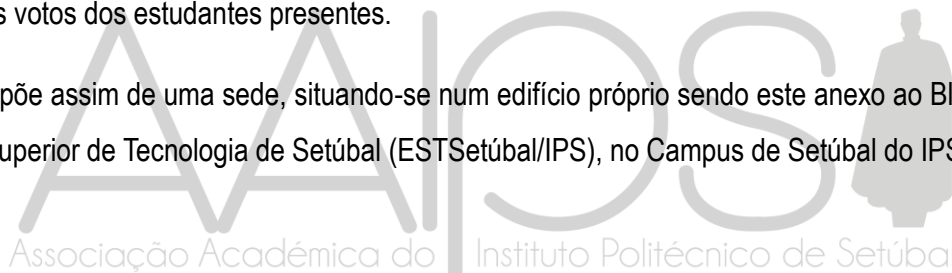 s votos dos estudantes presentes.
põe assim de uma sede, situando-se num edifício próprio sendo este anexo ao Bl
uperior de Tecnologia de Setúbal (ESTSetúbal/IPS), no Campus de Setúbal do IPS
AAIPS
Associação Académica do Instituto Politécnico de Setúbal